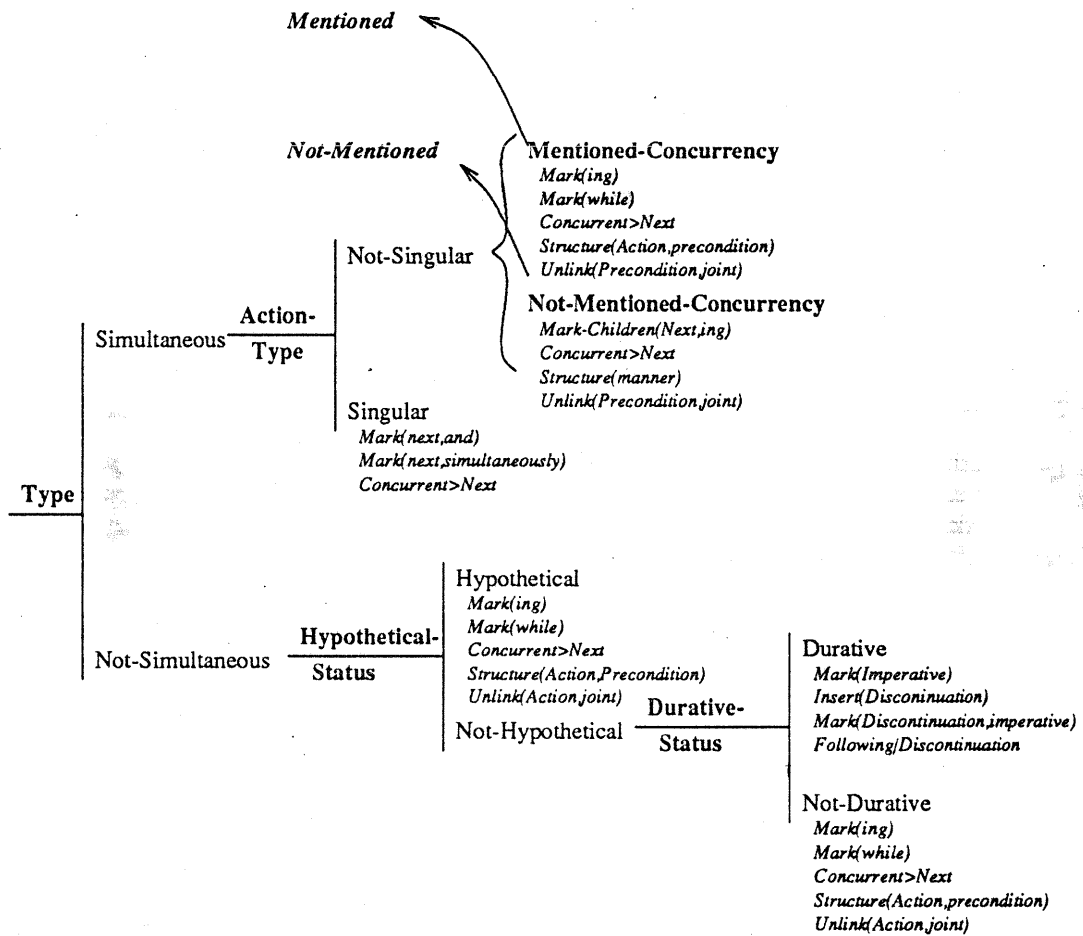 Mentioned
Not-Mentioned
Mentioned-Concurrency
Mark(ing)
Mark(while)
Concurrent>Next
Structure(Action,precondition)
Unlink(Precondition,joint)
Not-Singular
Not-Mentioned-Concurrency
Mark-Children(Next,ing)
Concurrent>Next
Structure(manner)
Unlink(Precondition,joint)
Simultaneous
Action-
Type
Singular
Mark(next,and)
Mark(next,simultaneously)
Concurrent>Next
Type
Hypothetical
Mark(ing)
Mark(while)
Concurrent>Next
Structure(Action,Precondition)
Unlink(Action,joint)
Not-Simultaneous
Hypothetical-
Status
Not-Hypothetical
Durative-
Status
Durative
Mark(Imperative)
Insert(Disconinuation)
Mark(Discontinuation,imperative)
Following/Discontinuation
Not-Durative
Mark(ing)
Mark(while)
Concurrent>Next
Structure(Action,precondition)
Unlink(Action,joint)